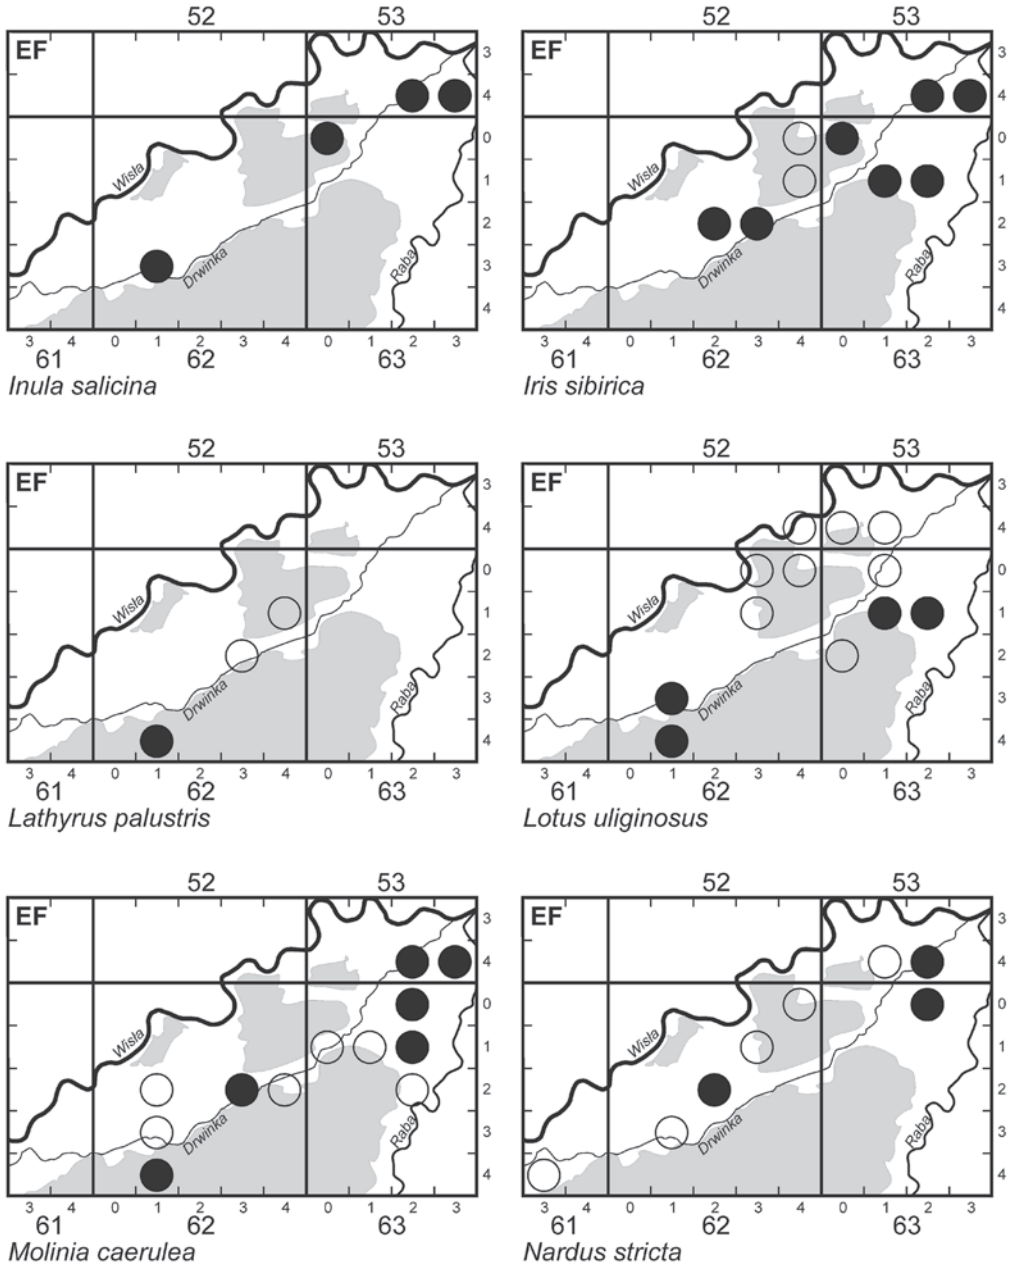 52 53 52 53
EF 3 EF 3
4 4
0 0
Wisla 1 Wisla 1
2 2
Drwinka Raba 3 Drwinka Raba 3
4 4
3 4 0 1 2 3 4 0 1 2 3 3 4 0 1 2 3 4 0 1 2 3
61 62 63 61 62 63
Inula salicina Iris sibirica
52 53 52 53
EF 3 EF 3
4 4
0 0
Wisla 1 Wisla 1
2 2
Drwinka Raba 3 Drwinka Raba 3
4 4
3 4 0 1 2 3 4 0 1 2 3 3 4 0 1 2 3 4 0 1 2 3
61 62 63 61 62 63
Lathyrus palustris Lotus uliginosus
52 53 52 53
EF 3 EF 3
4 4
0 0
Wisla 1 Wisla 1
2 2
Drwinka Raba 3 Drwinka Raba 3
4 4
3 4 0 1 2 3 4 0 1 2 3 3 4 0 1 2 3 4 0 1 2 3
61 62 63 61 62 63
Molinia caerulea Nardus stricta